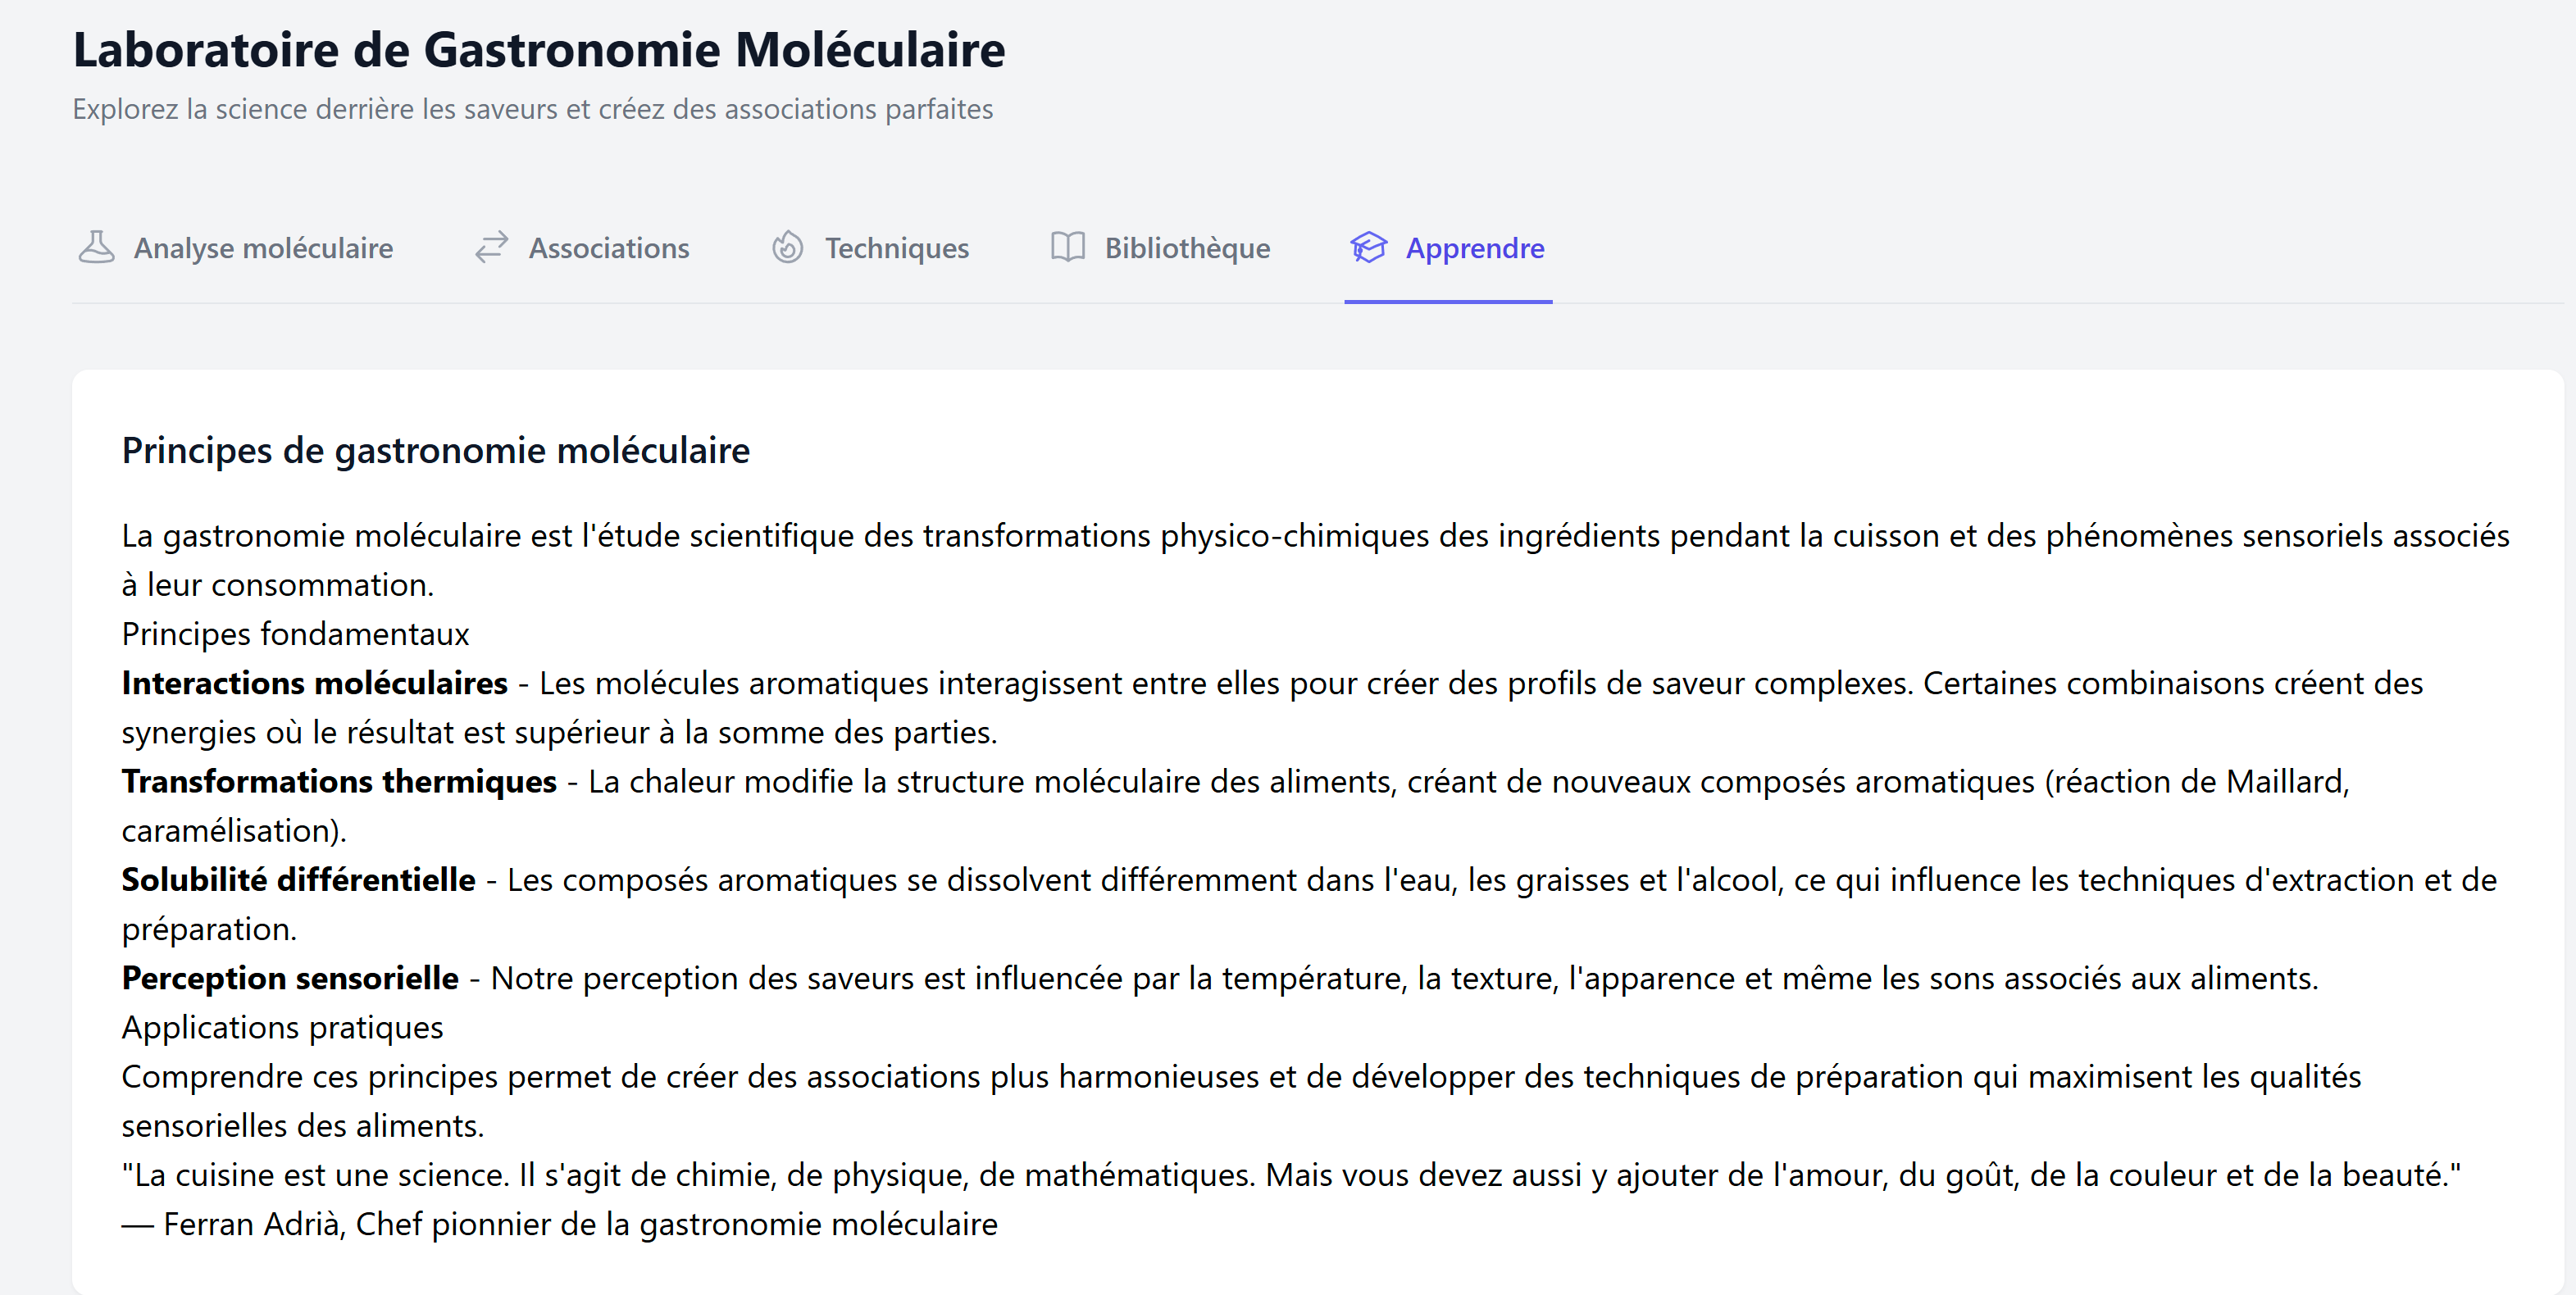 Laboratoire de Gastronomie Moléculaire
Explorez la science derrière les saveurs et créez des associations parfaites
Analyse moléculaire Associations Techniques Bibliothèque Apprendre
Principes de gastronomie moléculaire
La gastronomie moléculaire est l'étude scientifique des transformations physico-chimiques des ingrédients pendant la cuisson et des phénomènes sensoriels associés
à leur consommation.
Principes fondamentaux
Interactions moléculaires - Les molécules aromatiques interagissent entre elles pour créer des profils de saveur complexes. Certaines combinaisons créent des
synergies où le résultat est supérieur à la somme des parties.
Transformations thermiques - La chaleur modifie la structure moléculaire des aliments, créant de nouveaux composés aromatiques (réaction de Maillard,
caramélisation).
Solubilité différentielle - Les composés aromatiques se dissolvent différemment dans l'eau, les graisses et l'alcool, ce qui influence les techniques d'extraction et de
préparation.
Perception sensorielle - Notre perception des saveurs est influencée par la température, la texture, l'apparence et même les sons associés aux aliments.
Applications pratiques
Comprendre ces principes permet de créer des associations plus harmonieuses et de développer des techniques de préparation qui maximisent les qualités
sensorielles des aliments.
"La cuisine est une science. Il s'agit de chimie, de physique, de mathématiques. Mais vous devez aussi y ajouter de l'amour, du goût, de la couleur et de la beauté."
— Ferran Adrià, Chef pionnier de la gastronomie moléculaire